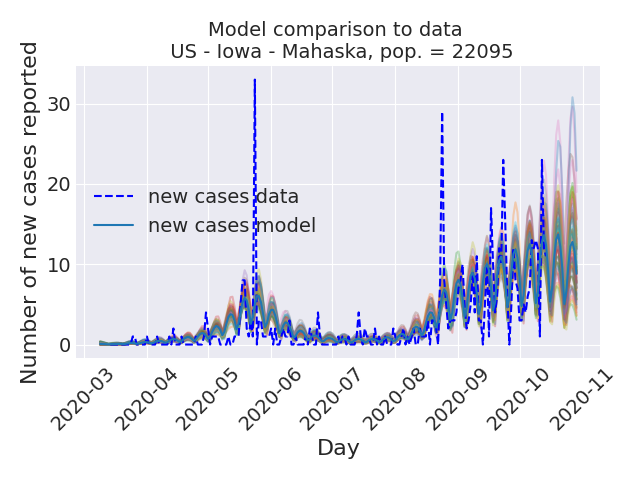 Model comparison to data
US - Iowa - Mahaska, pop. = 22095
Number of new cases reported
30
20
10
0
new cases data
new cases model
2020-03
2020-04
2020-05
2020-06
2020-07
2020-08
2020-09
2020-10
2020-11
Day